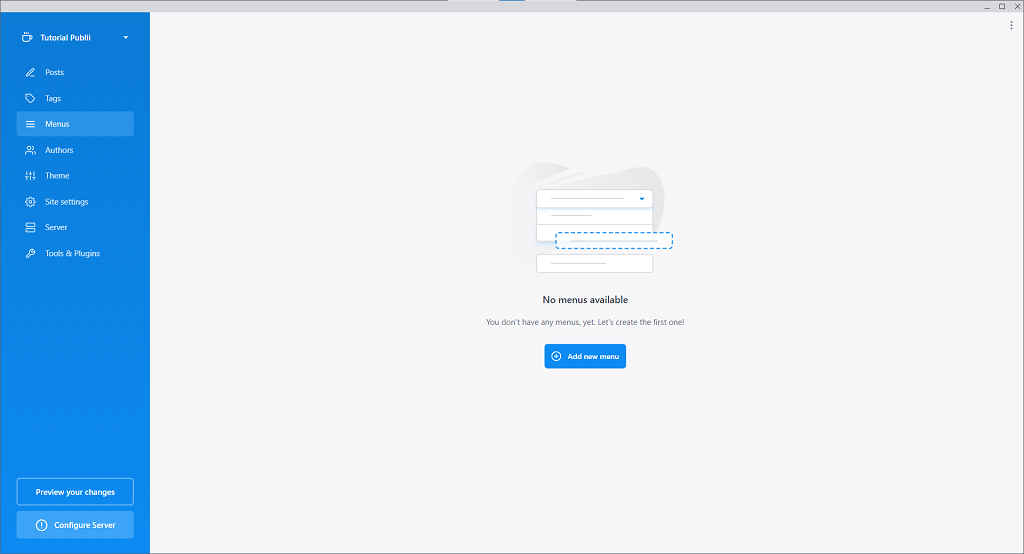 Tutorial Publii
Posts
Tags
Menus
Authors
Theme
Site settings
Server
Tools & Plugins
No menus available
You don't have any menus, yet. Let's create the first one!
Add new menu
Preview your changes
Configure Server